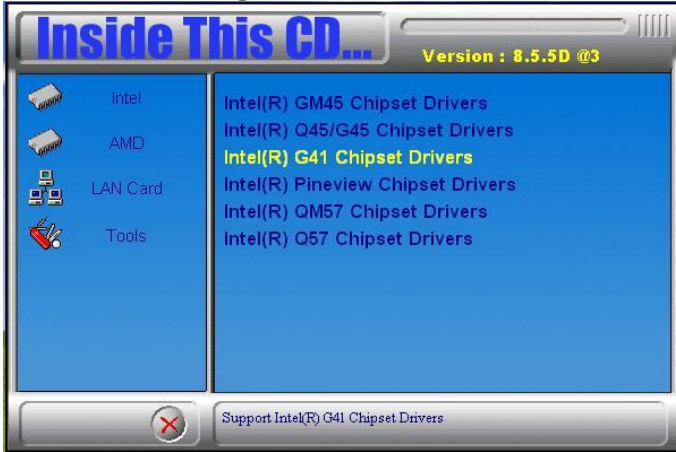 Inside This CD...
Version : 8.5.5D @3
Intel
AMD
LAN Card
Tools
Intel(R) GM45 Chipset Drivers
Intel(R) Q45/G45 Chipset Drivers
Intel(R) G41 Chipset Drivers
Intel(R) Pineview Chipset Drivers
Intel(R) QM57 Chipset Drivers
Intel(R) Q57 Chipset Drivers
Support Intel(R) G41 Chipset Drivers